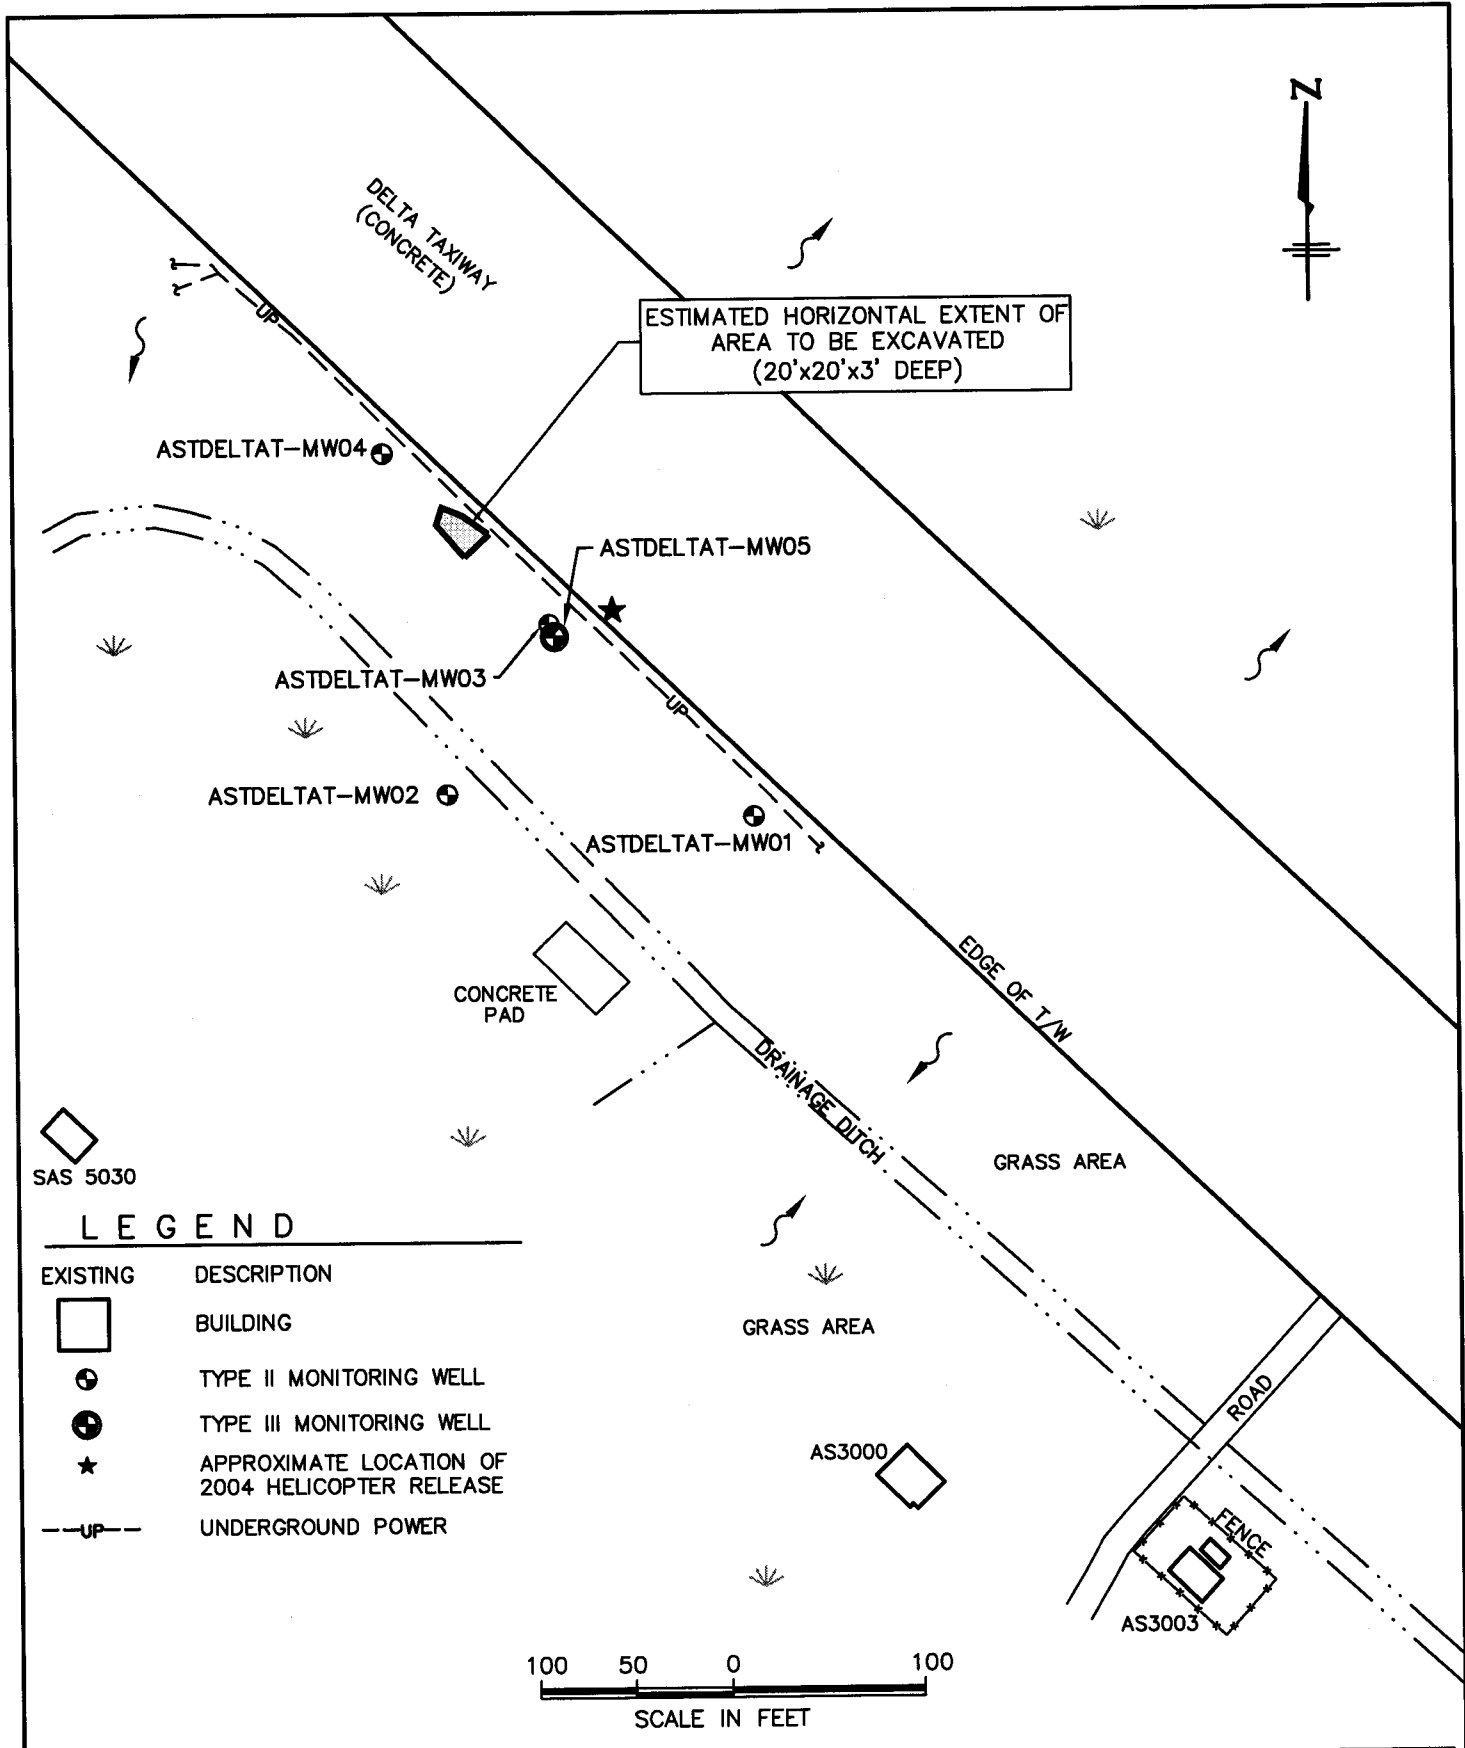 N
DELTA TAXIWAY
(CONCRETE)
UP
ESTIMATED HORIZONTAL EXTENT OF
AREA TO BE EXCAVATED
(20'x20'x3' DEEP)
ASTDELTAT-MW04
ASTDELTAT-MW05
ASTDELTAT-MW03
UP
ASTDELTAT-MW02
ASTDELTAT-MW01
EDGE OF T/W
CONCRETE
PAD
DRAINAGE DITCH
GRASS AREA
SAS 5030
LEGEND
EXISTING DESCRIPTION
BUILDING
TYPE II MONITORING WELL
TYPE III MONITORING WELL
APPROXIMATE LOCATION OF
2004 HELICOPTER RELEASE
UP UNDERGROUND POWER
GRASS AREA
ROAD
AS3000
FENCE
AS3003
100 50 0 100
SCALE IN FEET